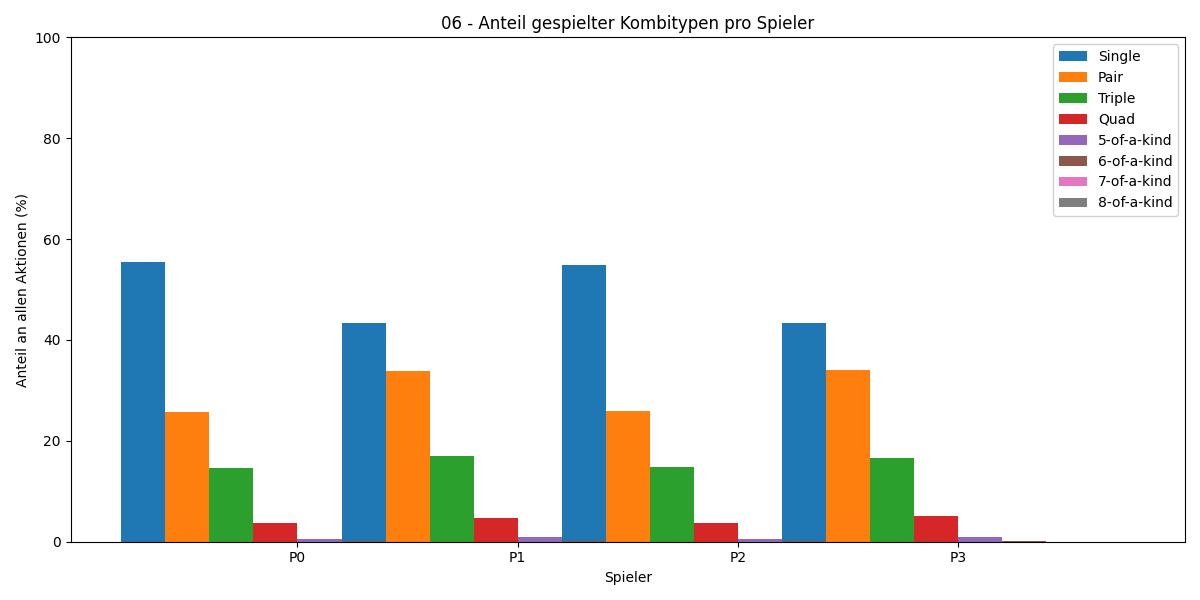 06 - Anteil gespielter Kombitypen pro Spieler
100
80
60
40
20
0
Anteil an allen Aktionen (%)
Single
Pair
Triple
Quad
5-of-a-kind
6-of-a-kind
7-of-a-kind
8-of-a-kind
P0
P1
P2
P3
Spieler